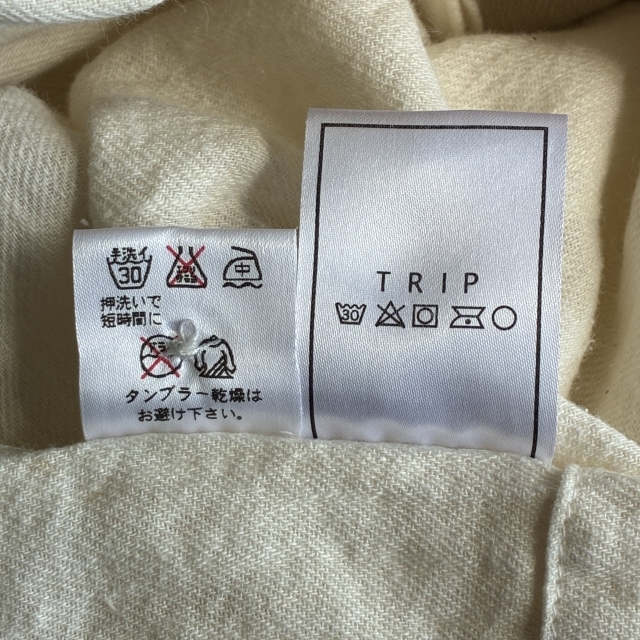 手洗イ
30
中
押洗いで
短時間に
タンブラー乾燥は
お避け下さい。
TRIP
30